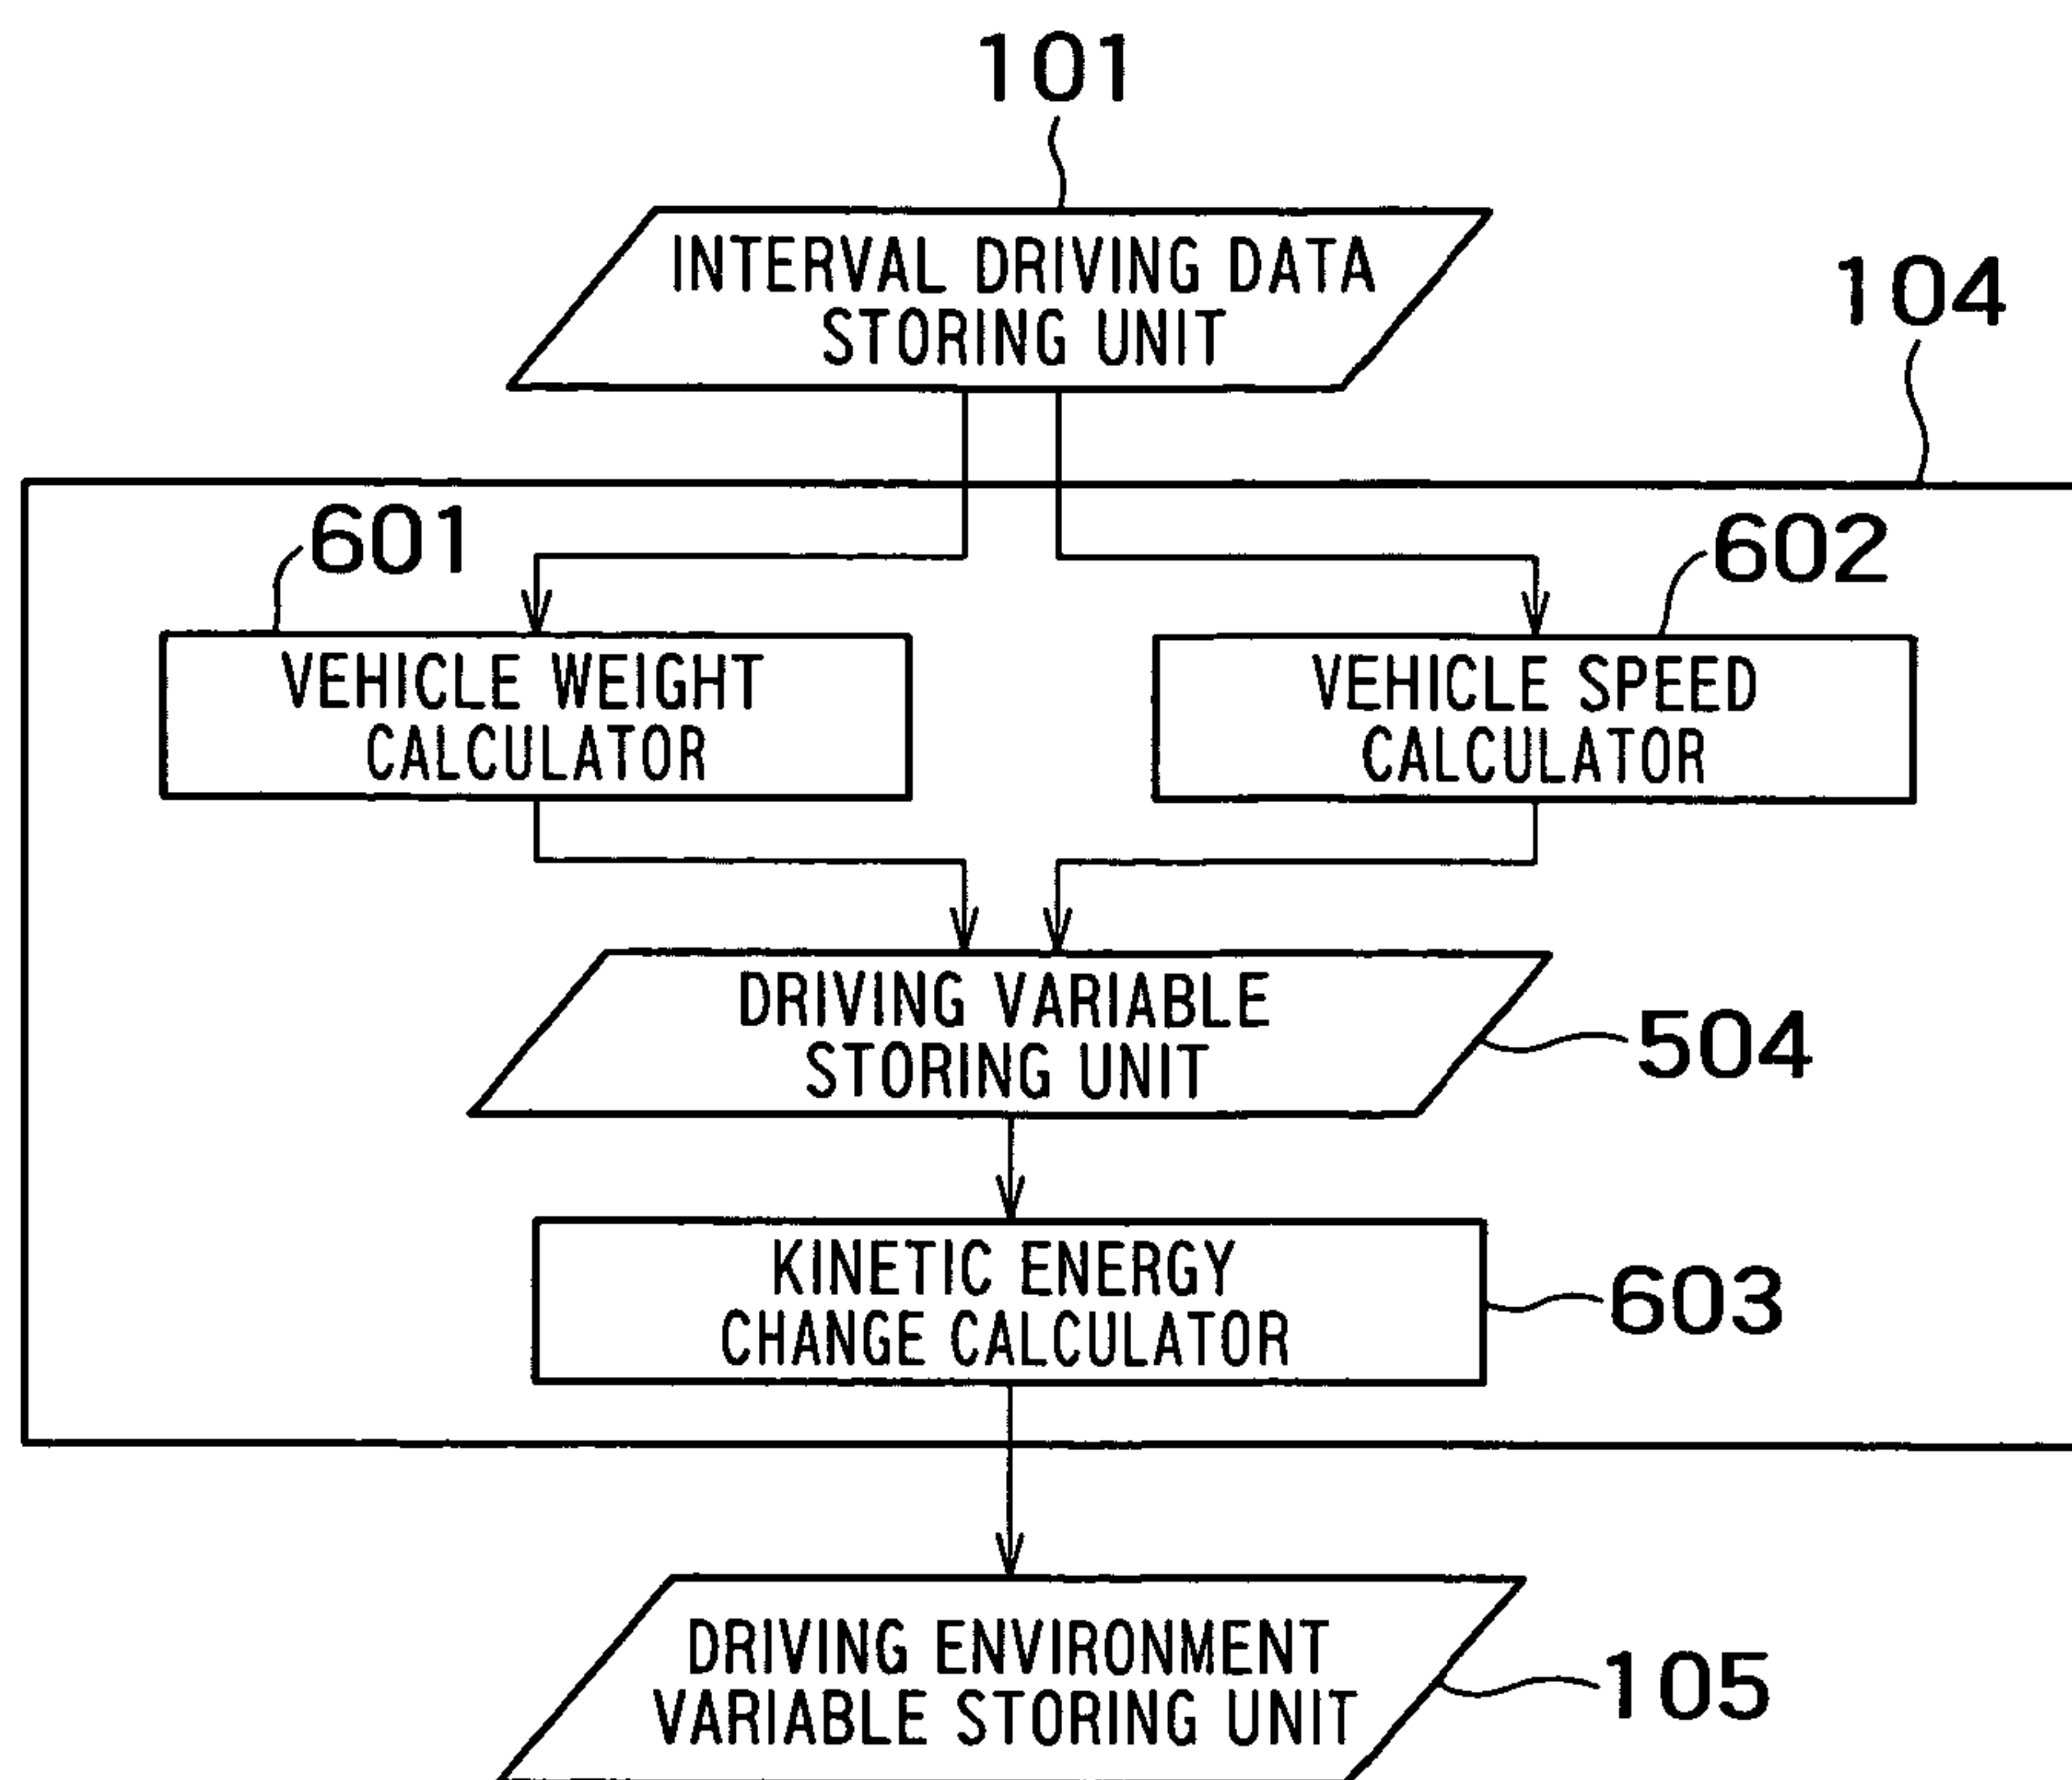 101
INTERVAL DRIVING DATA
STORING UNIT
104
601
602
VEHICLE WEIGHT
CALCULATOR
VEHICLE SPEED
CALCULATOR
DRIVING VARIABLE
STORING UNIT
504
KINETIC ENERGY
CHANGE CALCULATOR
603
DRIVING ENVIRONMENT
VARIABLE STORING UNIT
105